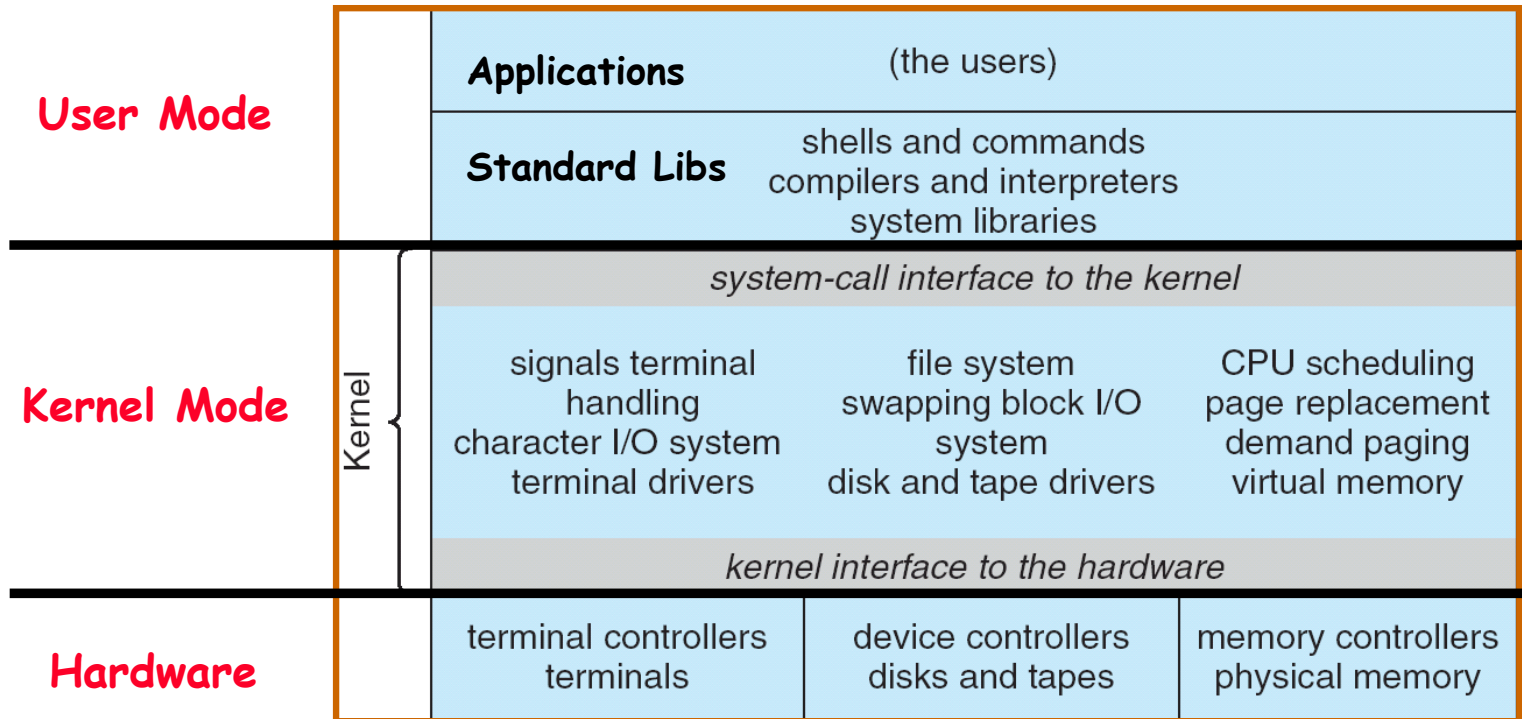 User Mode
Applications
(the users)
Standard Libs
shells and commands
compilers and interpreters
system libraries
Kernel Mode
Kernel
system-call interface to the kernel
signals terminal
handling
character I/O system
terminal drivers
file system
swapping block I/O
system
disk and tape drivers
CPU scheduling
page replacement
demand paging
virtual memory
kernel interface to the hardware
Hardware
terminal controllers
terminals
device controllers
disks and tapes
memory controllers
physical memory